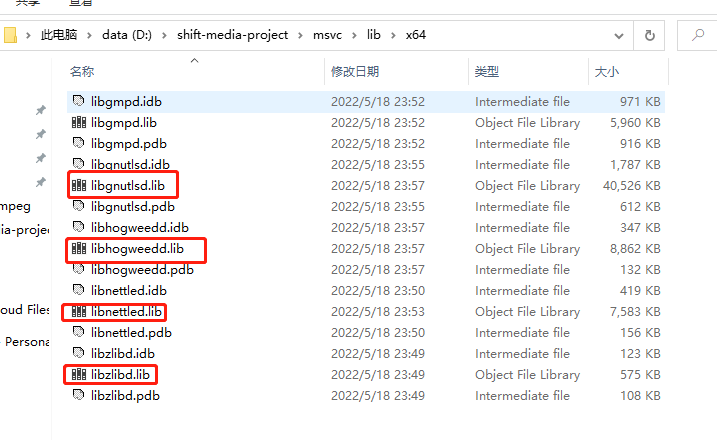 共享 查看
此电脑 > data (D:) > shift-media-project > msvc > lib > x64
名称 修改日期 类型 大小
libgmpd.idb 2022/5/18 23:52 Intermediate file 971 KB
libgmpd.lib 2022/5/18 23:52 Object File Library 5,960 KB
libgmpd.pdb 2022/5/18 23:52 Intermediate file 916 KB
libgnutlsd.idb 2022/5/18 23:55 Intermediate file 1,787 KB
libgnutlsd.lib 2022/5/18 23:57 Object File Library 40,526 KB
mpeg libgnutlsd.pdb 2022/5/18 23:55 Intermediate file 612 KB
dia-projec libhogweedd.idb 2022/5/18 23:57 Intermediate file 347 KB
libhogweedd.lib 2022/5/18 23:57 Object File Library 8,862 KB
libhogweedd.pdb 2022/5/18 23:57 Intermediate file 132 KB
libnettled.idb 2022/5/18 23:50 Intermediate file 419 KB
oud Files libnettled.lib 2022/5/18 23:53 Object File Library 7,583 KB
Persona libnettled.pdb 2022/5/18 23:50 Intermediate file 156 KB
libzlibd.idb 2022/5/18 23:49 Intermediate file 123 KB
libzlibd.lib 2022/5/18 23:49 Object File Library 575 KB
libzlibd.pdb 2022/5/18 23:49 Intermediate file 108 KB